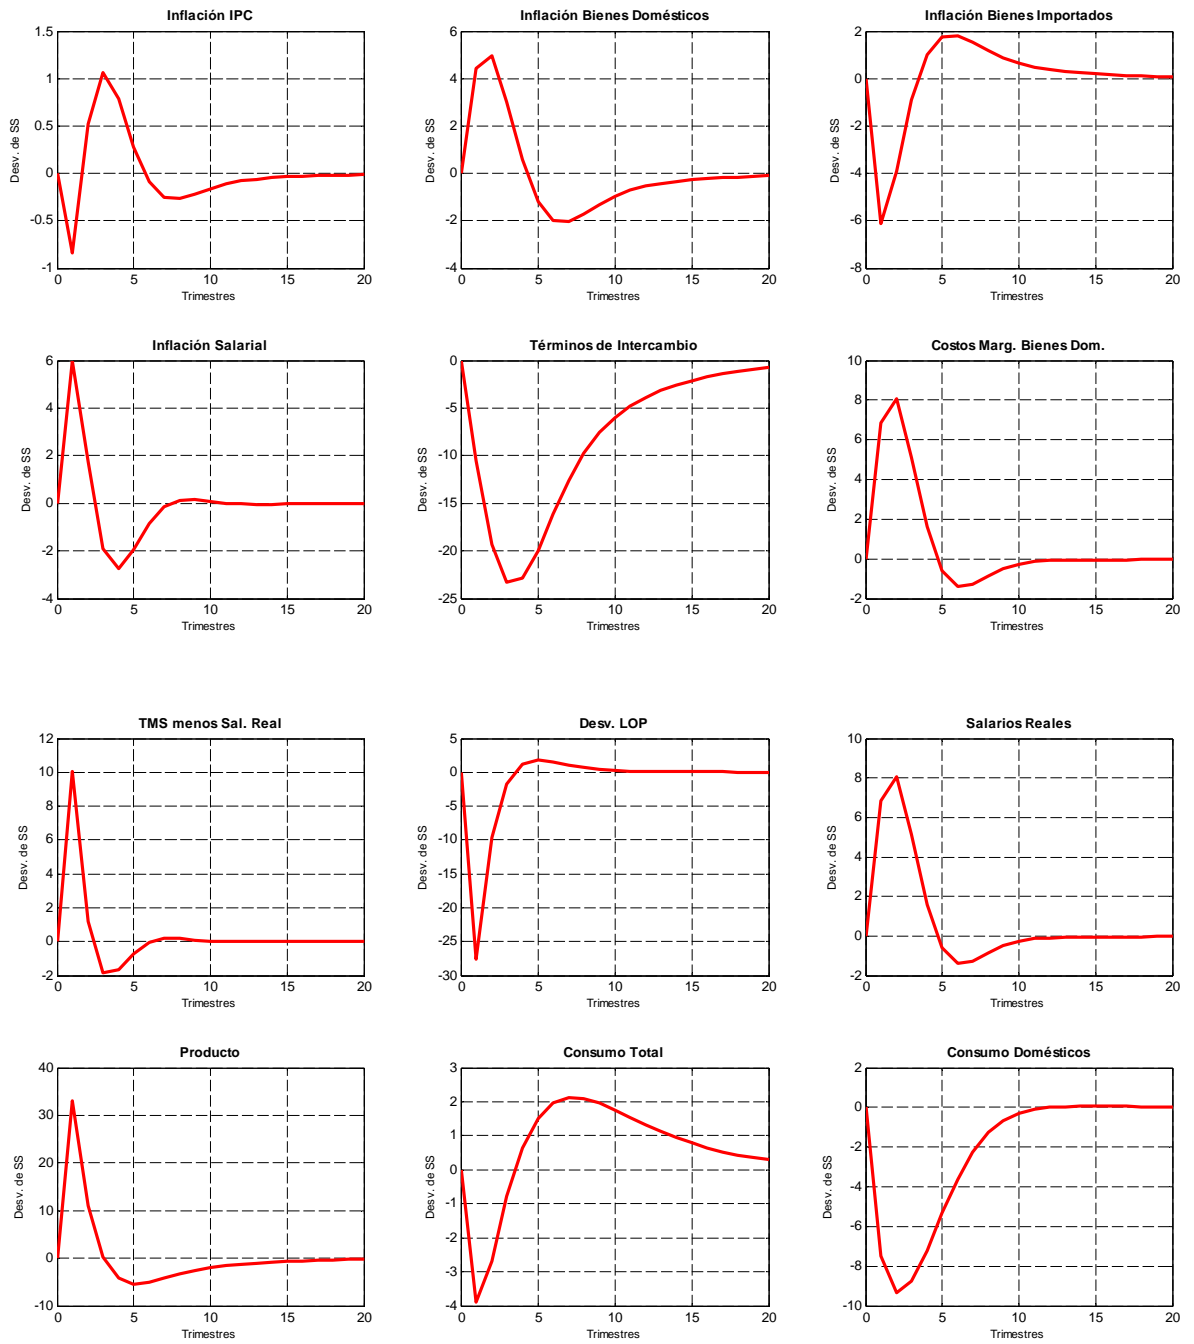 Inflación IPC
1.5
1
0.5
0
-0.5
-1
Desv. de SS
0 5 10 15 20
Trimestres
Inflación Bienes Domésticos
6
4
2
0
-2
-4
Desv. de SS
0 5 10 15 20
Trimestres
Inflación Bienes Importados
2
0
-2
-4
-6
-8
Desv. de SS
0 5 10 15 20
Trimestres
Inflación Salarial
6
4
2
0
-2
-4
Desv. de SS
0 5 10 15 20
Trimestres
Términos de Intercambio
0
-5
-10
-15
-20
-25
Desv. de SS
0 5 10 15 20
Trimestres
Costos Marg. Bienes Dom.
10
8
6
4
2
0
-2
Desv. de SS
0 5 10 15 20
Trimestres
TMS menos Sal. Real
12
10
8
6
4
2
0
-2
Desv. de SS
0 5 10 15 20
Trimestres
Desv. LOP
5
0
-5
-10
-15
-20
-25
-30
Desv. de SS
0 5 10 15 20
Trimestres
Salarios Reales
10
8
6
4
2
0
-2
Desv. de SS
0 5 10 15 20
Trimestres
Producto
40
30
20
10
0
-10
Desv. de SS
0 5 10 15 20
Trimestres
Consumo Total
3
2
1
0
-1
-2
-3
-4
Desv. de SS
0 5 10 15 20
Trimestres
Consumo Domésticos
2
0
-2
-4
-6
-8
-10
Desv. de SS
0 5 10 15 20
Trimestres